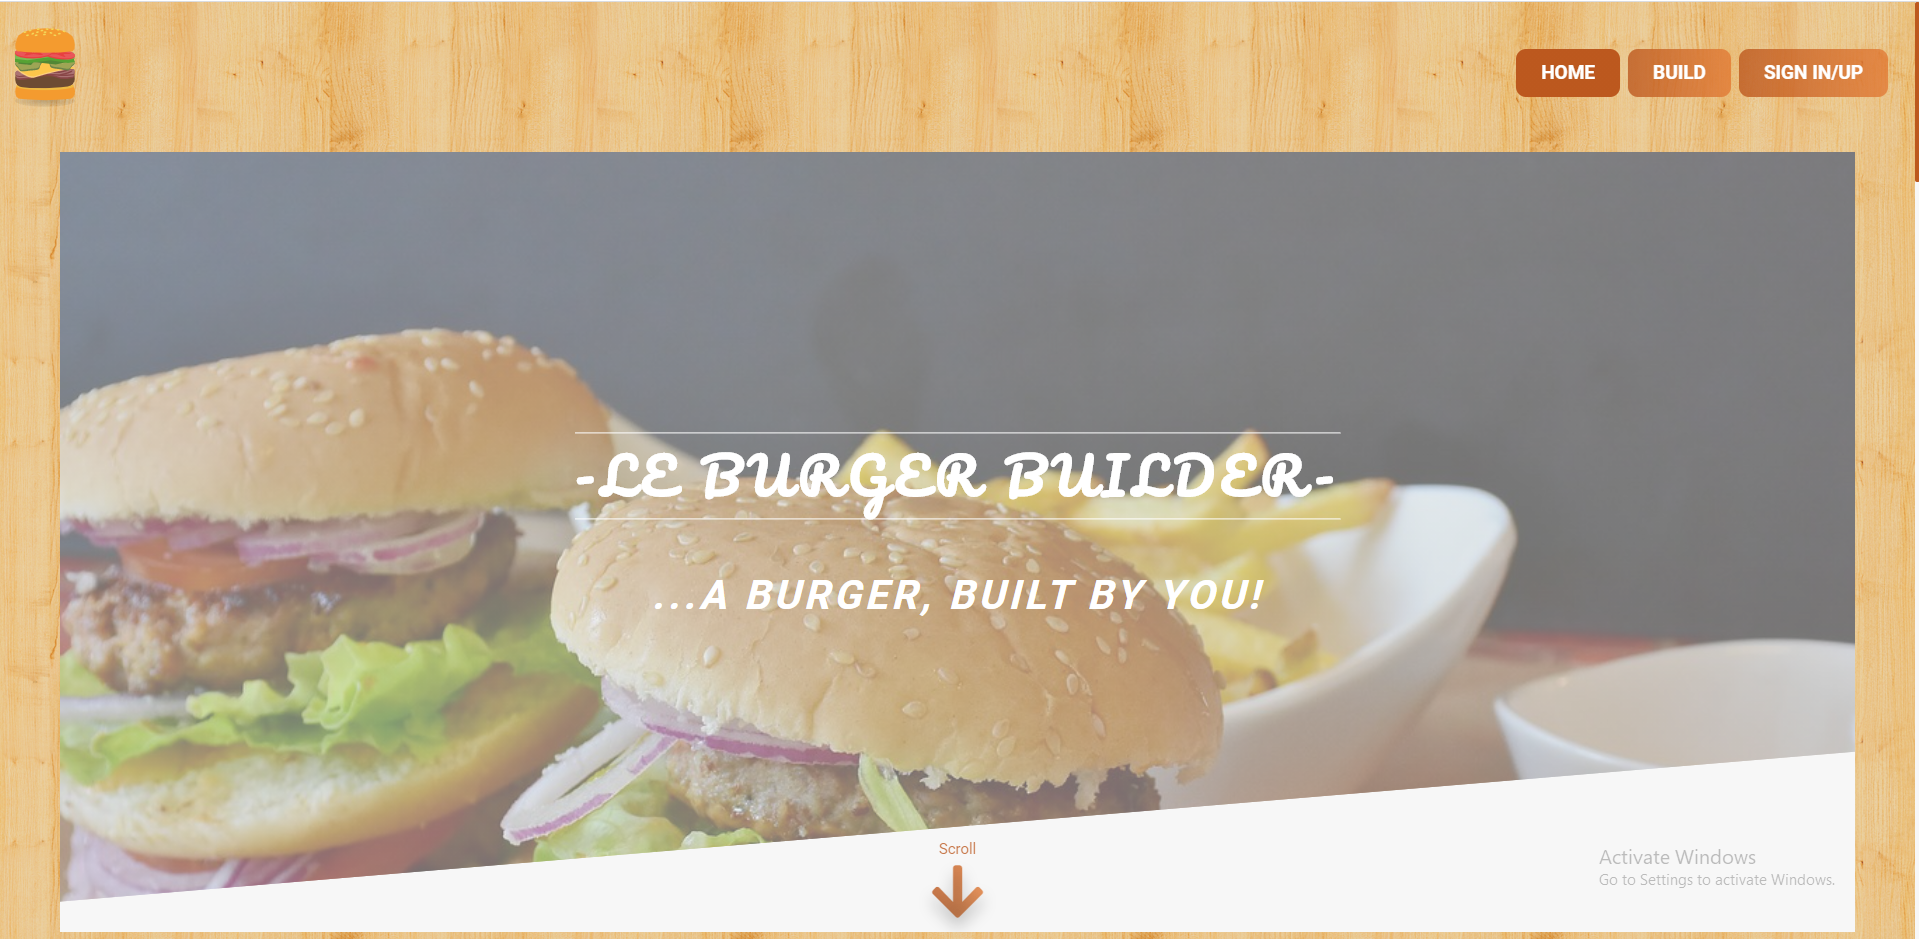 HOME
BUILD
SIGN IN/UP
-LE BURGER BUILDER-
...A BURGER, BUILT BY YOU!
Scroll
Activate Windows
Go to Settings to activate Windows.